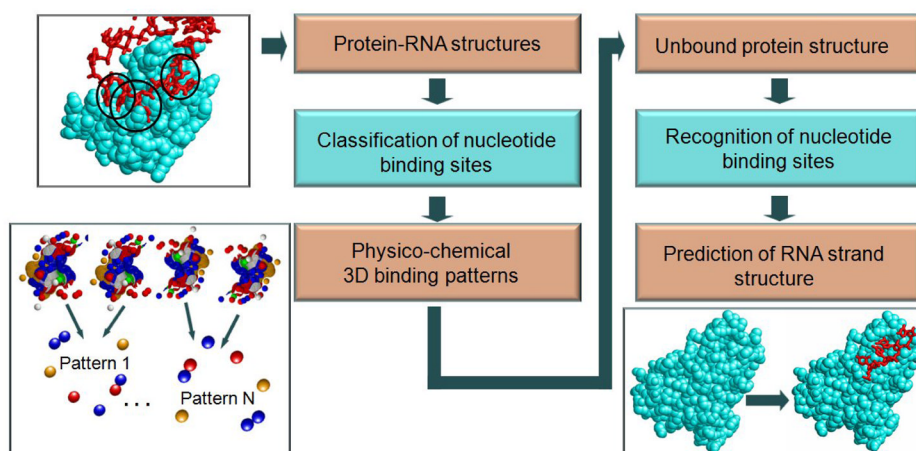 Protein-RNA structures
Classification of nucleotide
binding sites
Physico-chemical
3D binding patterns
Unbound protein structure
Recognition of nucleotide
binding sites
Prediction of RNA strand
structure
Pattern 1
...
Pattern N